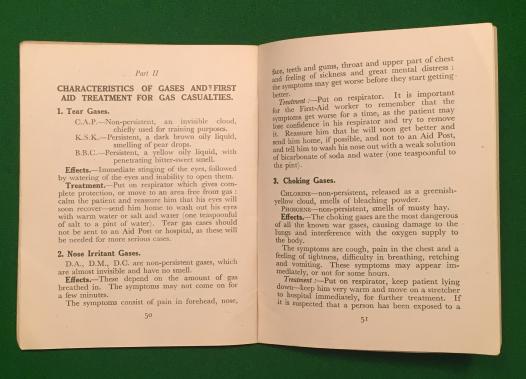 Part II
CHARACTERISTICS OF GASES AND FIRST
AID TREATMENT FOR GAS CASUALTIES.
1. Tear Gases.
C.A.P.—Non-persistent, an invisible cloud,
chiefly used for training purposes.
K.S.K.—Persistent, a dark brown oily liquid,
smelling of pear drops.
B.B.C.—Persistent, a yellow oily liquid, with
penetrating bitter-sweet smell.
Effects.—Immediate stinging of the eyes, followed
by watering of the eyes and inability to open them.
Treatment.—Put on respirator which gives com-
plete protection, or move to an area free from gas :
calm the patient and reassure him that his eyes will
soon recover—send him home to wash out his eyes
with warm water or salt and water (one teaspoonful
of salt to a pint of water). Tear gas cases should
not be sent to an Aid Post or hospital, as these will
be needed for more serious cases.
2. Nose Irritant Gases.
D.A., D.M., D.C. are non-persistent gases, which
are almost invisible and have no smell.
Effects.—These depend on the amount of gas
breathed in. The symptoms may not come on for
a few minutes.
The symptoms consist of pain in forehead, nose,
50
face, teeth and gums, throat and upper part of chest
and feeling of sickness and great mental distress ;
the symptoms may get worse before they start getting
better.
Treatment :—Put on respirator. It is important
for the First-Aid worker to remember that the
symptoms get worse for a time, as the patient may
lose confidence in his respirator and try to remove
it. Reassure him that he will soon get better and
send him home, if possible, and not to an Aid Post,
and tell him to wash his nose out with a weak solution
of bicarbonate of soda and water (one teaspoonful to
the pint).
3. Choking Gases.
CHLORINE—non-persistent, released as a greenish-
yellow cloud, smells of bleaching powder.
PHOSGENE—non-persistent, smells of musty hay.
Effects.—The choking gases are the most dangerous
of all the known war gases, causing damage to the
lungs and interference with the oxygen supply to
the body.
The symptoms are cough, pain in the chest and a
feeling of tightness, difficulty in breathing, retching
and vomiting. These symptoms may appear im-
mediately, or not for some hours.
Treatment :—Put on respirator, keep patient lying
down—keep him very warm and move on a stretcher
to hospital immediately, for further treatment. If
it is suspected that a person has been exposed to a
51